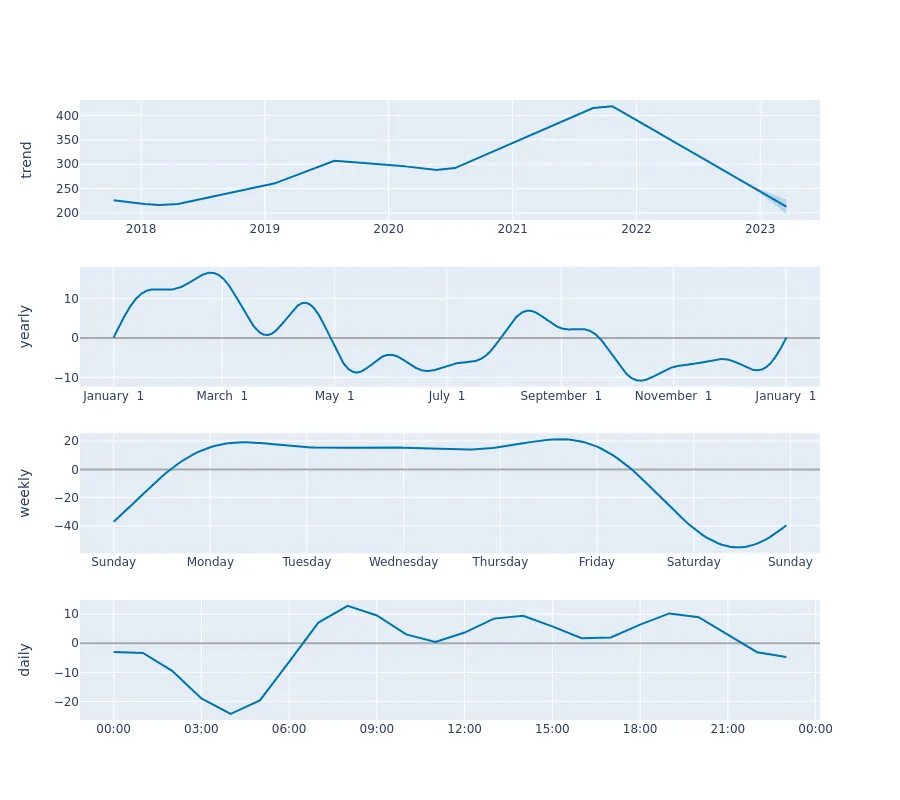 trend
400
350
300
250
200
2018 2019 2020 2021 2022 2023
yearly
10
0
−10
January 1 March 1 May 1 July 1 September 1 November 1 January 1
weekly
20
0
−20
−40
Sunday Monday Tuesday Wednesday Thursday Friday Saturday Sunday
daily
10
0
−10
−20
00:00 03:00 06:00 09:00 12:00 15:00 18:00 21:00 00:00